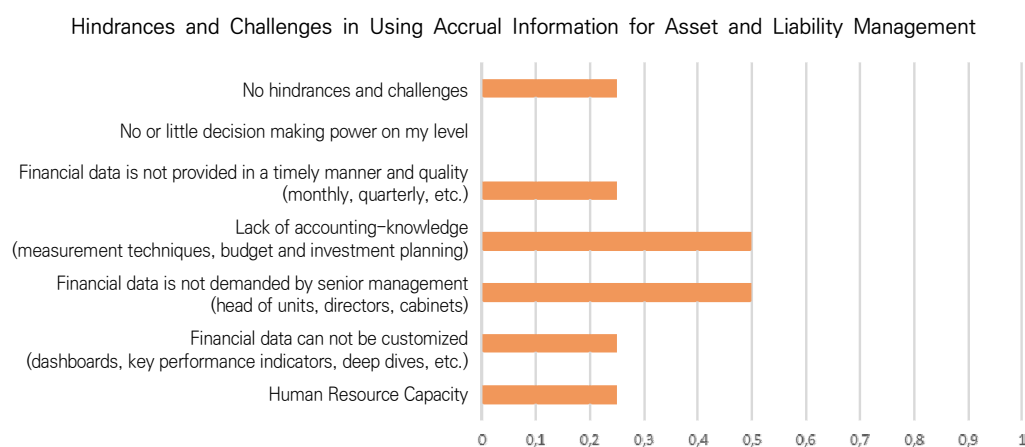 Hindrances and Challenges in Using Accrual Information for Asset and Liability Management
No hindrances and challenges
No or little decision making power on my level
Financial data is not provided in a timely manner and quality
(monthly, quarterly, etc.)
Lack of accounting-knowledge
(measurement techniques, budget and investment planning)
Financial data is not demanded by senior management
(head of units, directors, cabinets)
Financial data can not be customized
(dashboards, key performance indicators, deep dives, etc.)
Human Resource Capacity
0 0,1 0,2 0,3 0,4 0,5 0,6 0,7 0,8 0,9 1